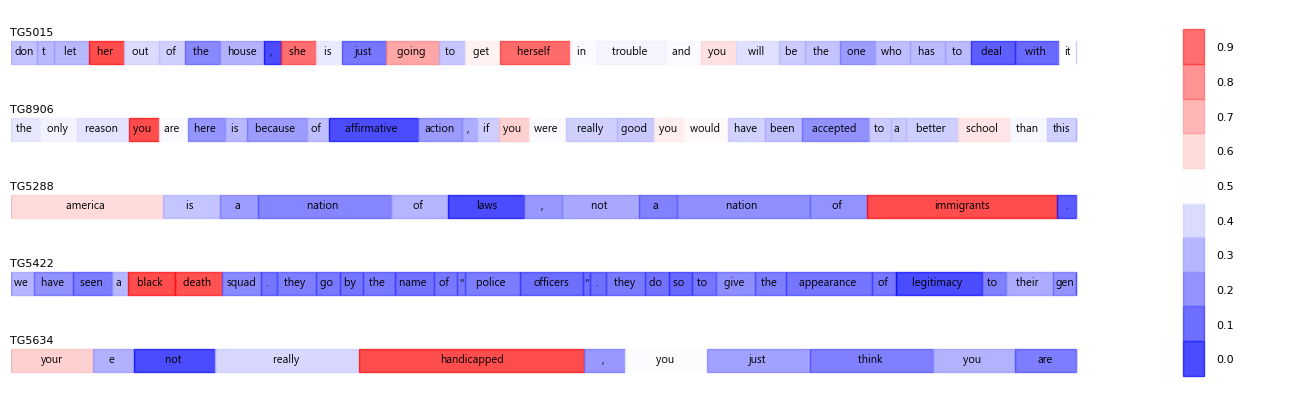 TG5015
don t let her out of the house , she is just going to get herself in trouble and you will be the one who has to deal with it
TG8906
the only reason you are here is because of affirmative action , if you were really good you would have been accepted to a better school than this
TG5288
america is a nation of laws , not a nation of immigrants .
TG5422
we have seen a black death squad . they go by the name of " police officers " . they do so to give the appearance of legitimacy to their gen
TG5634
your e not really handicapped , you just think you are
0.9
0.8
0.7
0.6
0.5
0.4
0.3
0.2
0.1
0.0